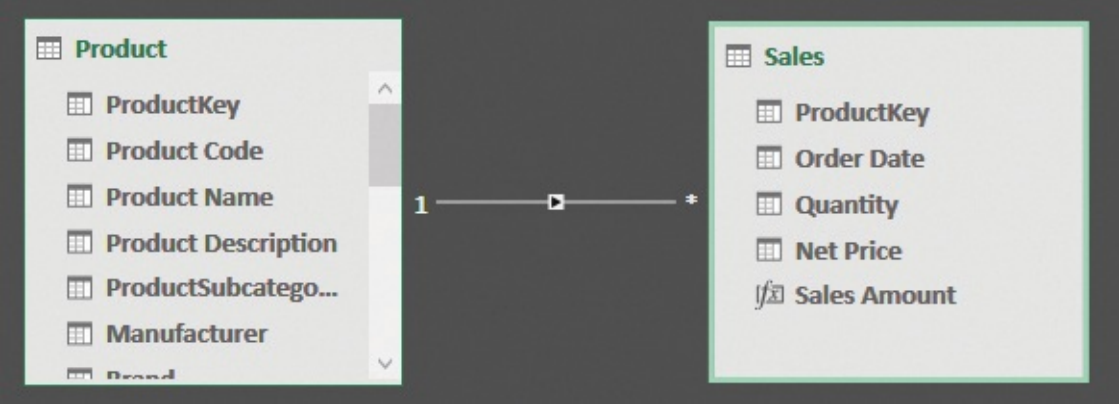 Product
ProductKey
Product Code
Product Name
Product Description
ProductSubcatego...
Manufacturer
Brand
1
*
Sales
ProductKey
Order Date
Quantity
Net Price
Sales Amount